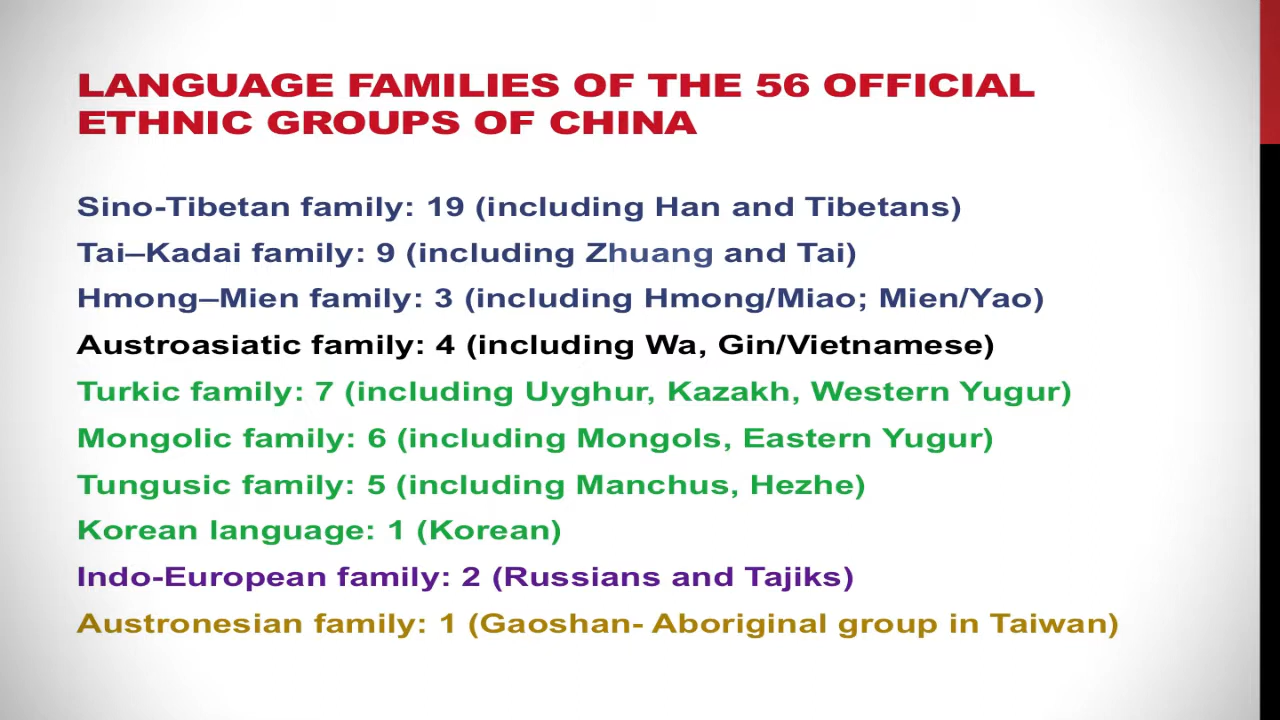 LANGUAGE FAMILIES OF THE 56 OFFICIAL
ETHNIC GROUPS OF CHINA
Sino-Tibetan family: 19 (including Han and Tibetans)
Tai–Kadai family: 9 (including Zhuang and Tai)
Hmong–Mien family: 3 (including Hmong/Miao; Mien/Yao)
Austroasiatic family: 4 (including Wa, Gin/Vietnamese)
Turkic family: 7 (including Uyghur, Kazakh, Western Yugur)
Mongolic family: 6 (including Mongols, Eastern Yugur)
Tungusic family: 5 (including Manchus, Hezhe)
Korean language: 1 (Korean)
Indo-European family: 2 (Russians and Tajiks)
Austronesian family: 1 (Gaoshan- Aboriginal group in Taiwan)